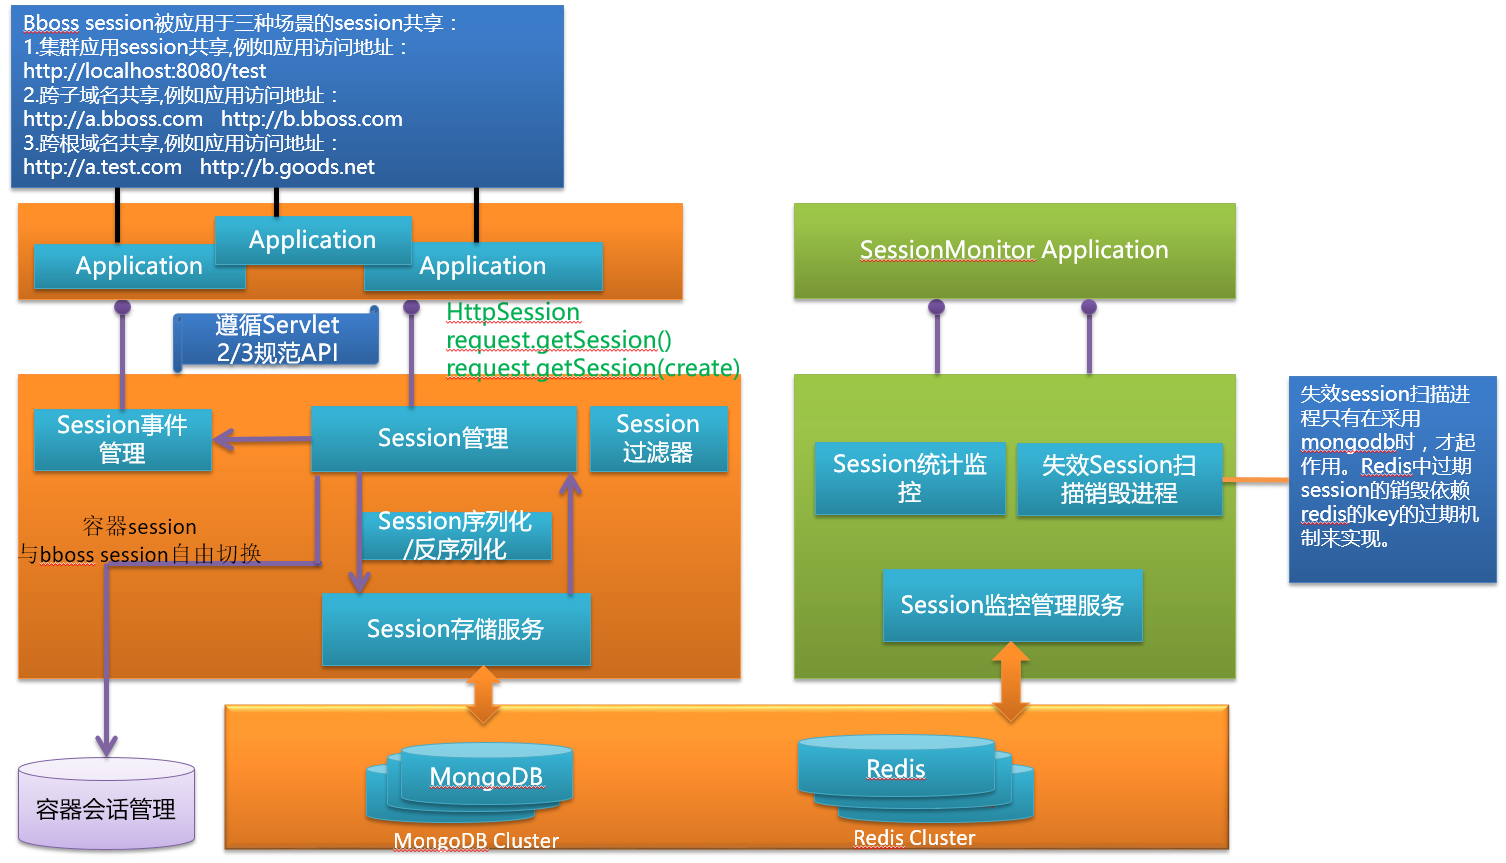 Bboss session被应用于三种场景的session共享：
1.集群应用session共享,例如应用访问地址：
http://localhost:8080/test
2.跨子域名共享,例如应用访问地址：
http://a.bboss.com http://b.bboss.com
3.跨根域名共享,例如应用访问地址：
http://a.test.com http://b.goods.net
Application
Application
Application
SessionMonitor Application
遵循Servlet
2/3规范API
HttpSession
request.getSession()
request.getSession(create)
Session事件
管理
Session管理
Session
过滤器
容器session
与bboss session自由切换
Session序列化
/反序列化
Session存储服务
Session统计监
控
失效Session扫
描销毁进程
Session监控管理服务
失效session扫描进
程只有在采用
mongodb时，才起
作用。Redis中过期
session的销毁依赖
redis的key的过期机
制来实现。
容器会话管理
MongoDB
MongoDB Cluster
Redis
Redis Cluster